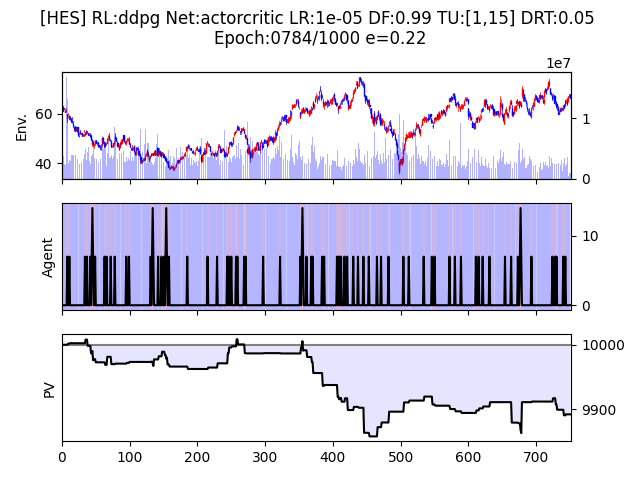 [HES] RL:ddpg Net:actorcritic LR:1e-05 DF:0.99 TU:[1,15] DRT:0.05
Epoch:0784/1000 e=0.22
1e7
Env.
60
40
1
0
Agent
10
0
PV
10000
9900
0 100 200 300 400 500 600 700